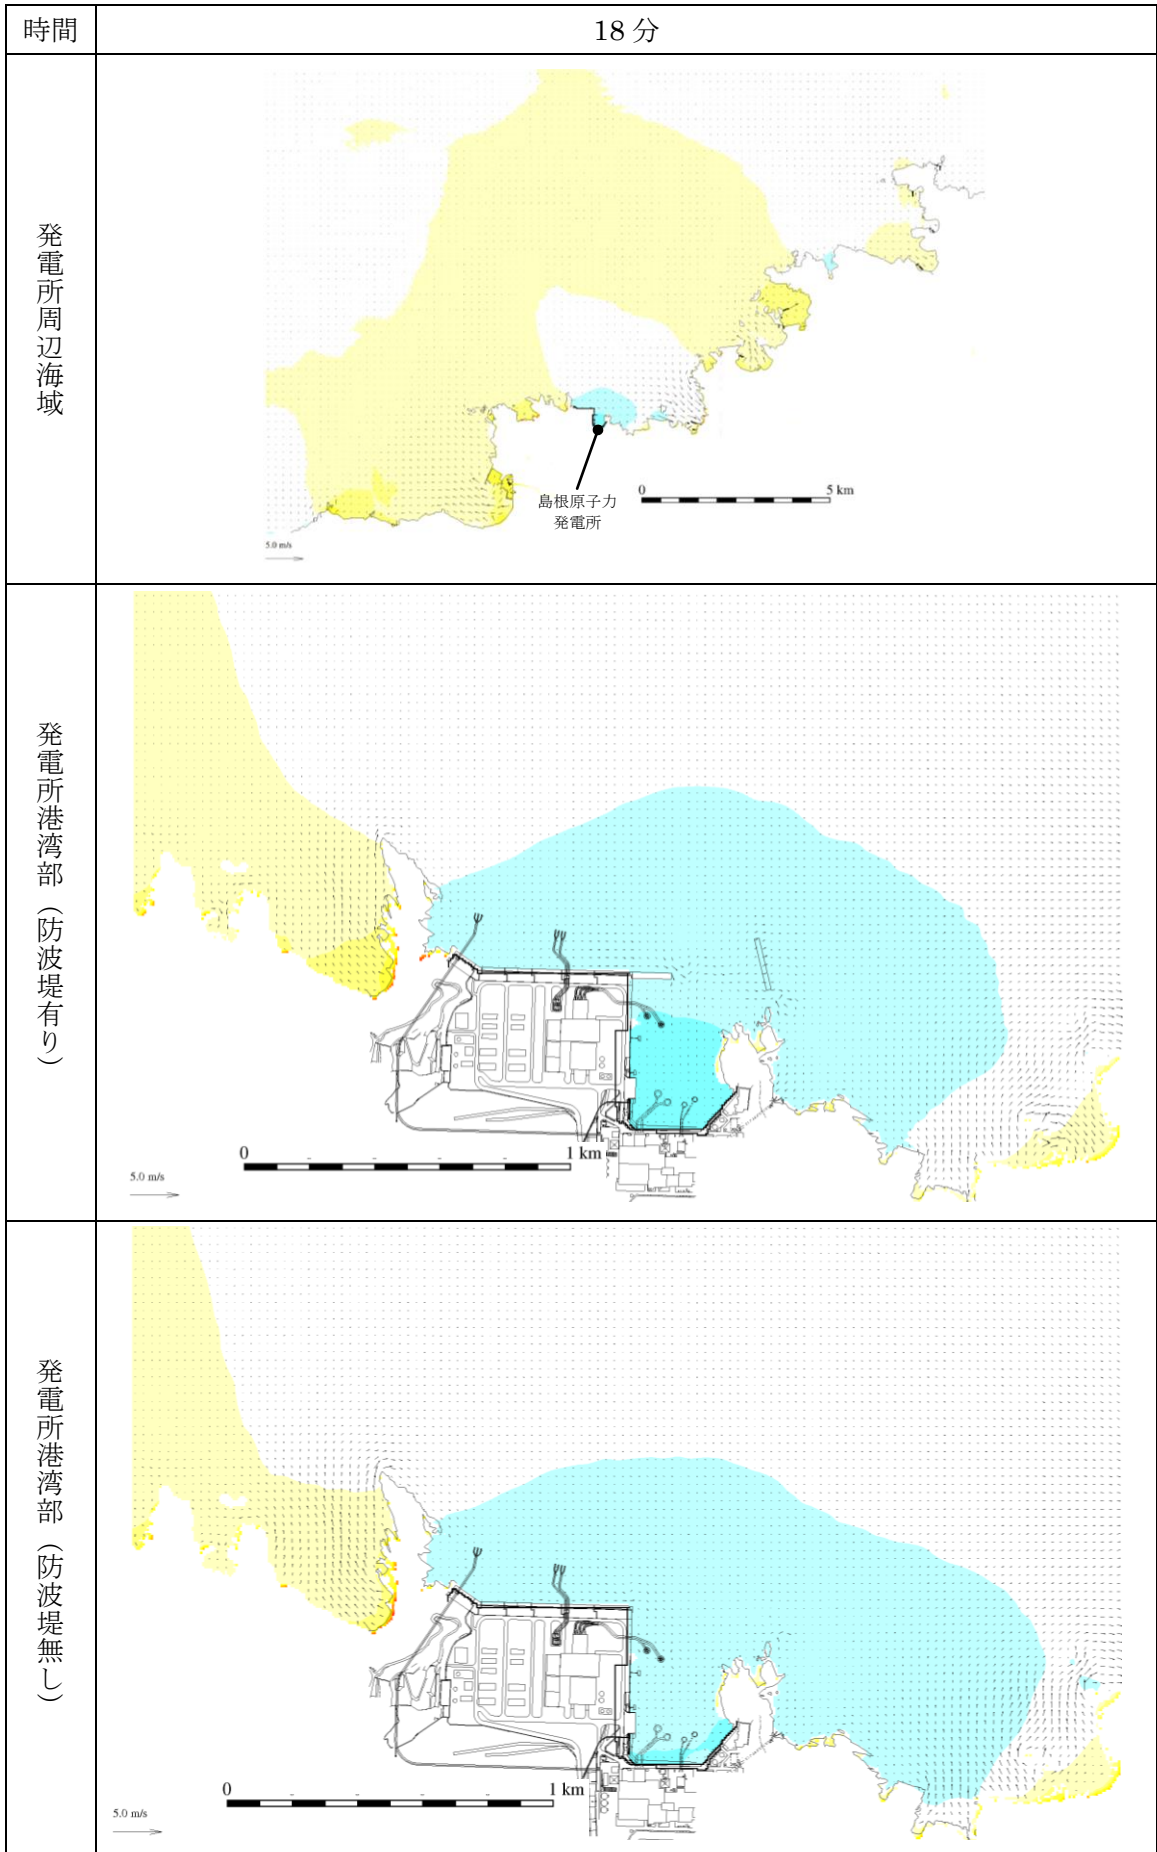 時間
18 分
発電所周辺海域
島根原子力
発電所
0
5 km
5.0 m/s
発電所港湾部（防波堤有り）
0
1 km
5.0 m/s
発電所港湾部（防波堤無し）
0
1 km
5.0 m/s